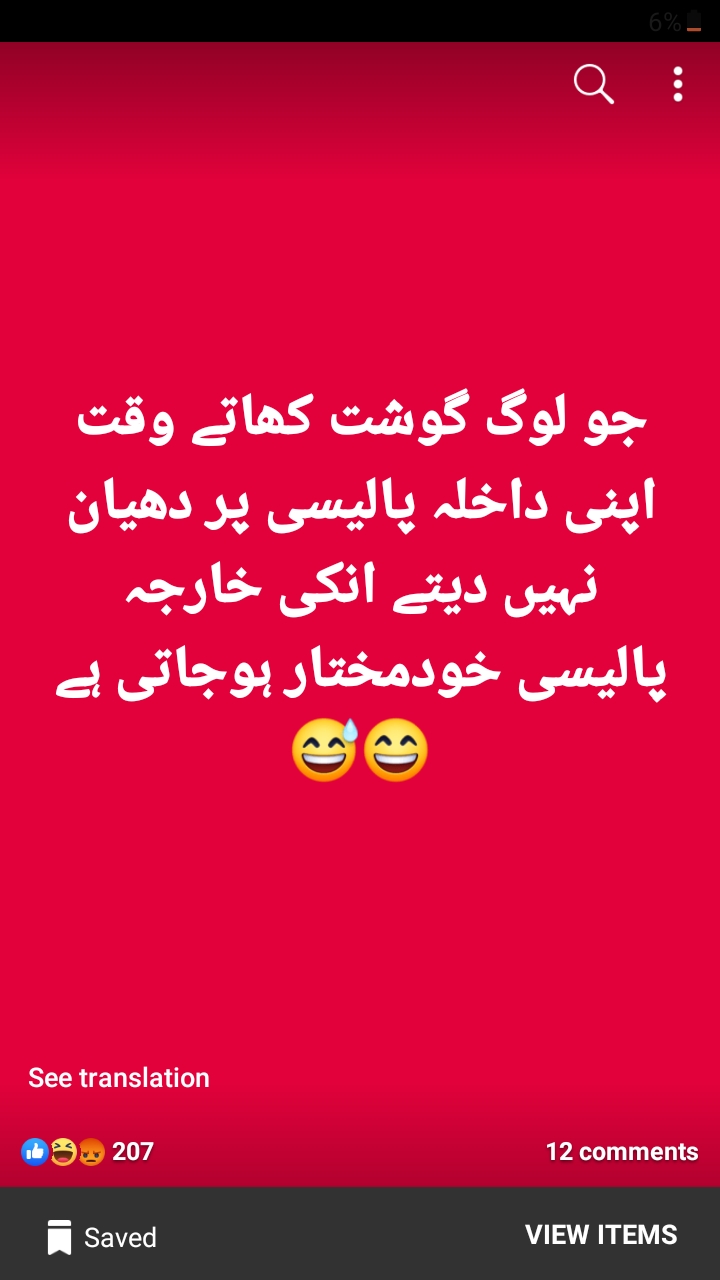 6%
جو لوگ گوشت کھاتے وقت
اپنی داخلہ پالیسی پر دھیان
نہیں دیتے انکی خارجہ
پالیسی خودمختار ہوجاتی ہے
😄😅
See translation
207
12 comments
Saved
VIEW ITEMS